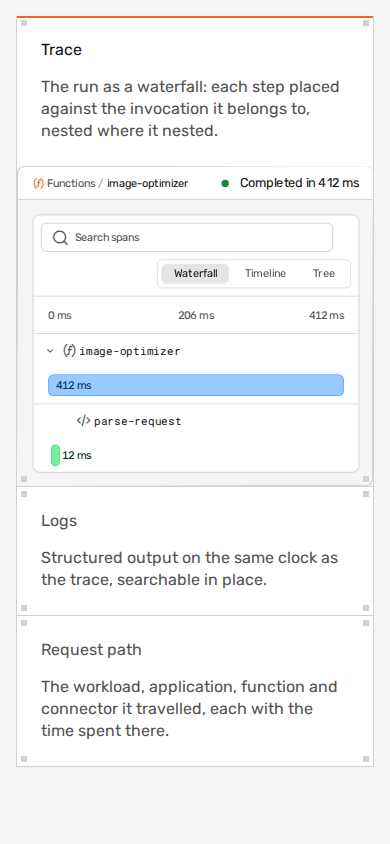 Trace
The run as a waterfall: each step placed
against the invocation it belongs to,
nested where it nested.
(ƒ) Functions / image-optimizer
Completed in 412 ms
Search spans
Waterfall Timeline Tree
0 ms 206 ms 412 ms
(ƒ) image-optimizer
412 ms
</> parse-request
12 ms
Logs
Structured output on the same clock as
the trace, searchable in place.
Request path
The workload, application, function and
connector it travelled, each with the
time spent there.